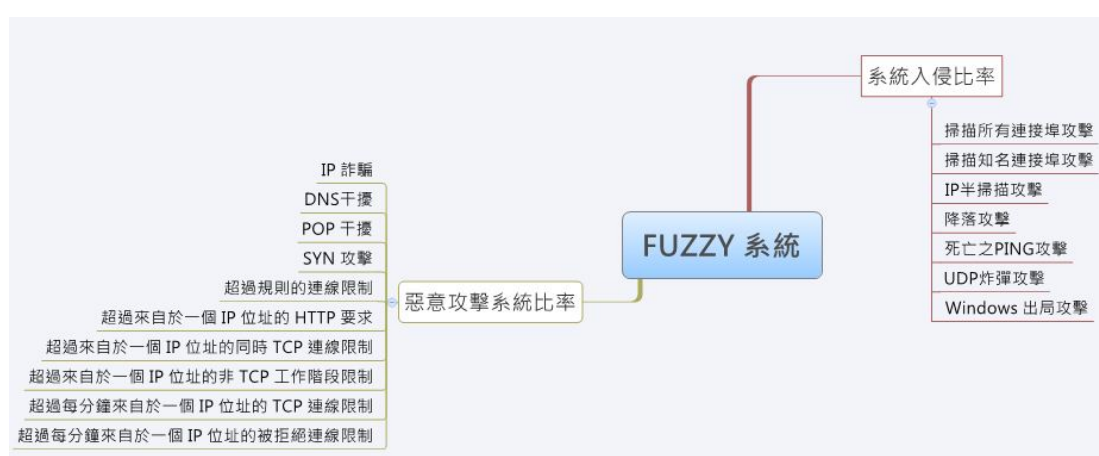 系統入侵比率
掃描所有連接埠攻擊
掃描知名連接埠攻擊
IP半掃描攻擊
降落攻擊
死亡之PING攻擊
UDP炸彈攻擊
Windows 出局攻擊
FUZZY 系統
惡意攻擊系統比率
IP 詐騙
DNS干擾
POP 干擾
SYN 攻擊
超過規則的連線限制
超過來自於一個 IP 位址的 HTTP 要求
超過來自於一個 IP 位址的同時 TCP 連線限制
超過來自於一個 IP 位址的非 TCP 工作階段限制
超過每分鐘來自於一個 IP 位址的 TCP 連線限制
超過每分鐘來自於一個 IP 位址的被拒絕連線限制